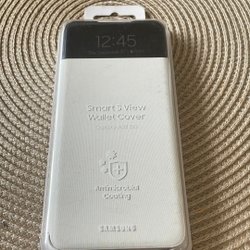 12:45
Smart S View
Wallet Cover
Antimicrobial
Coating
SAMSUNG